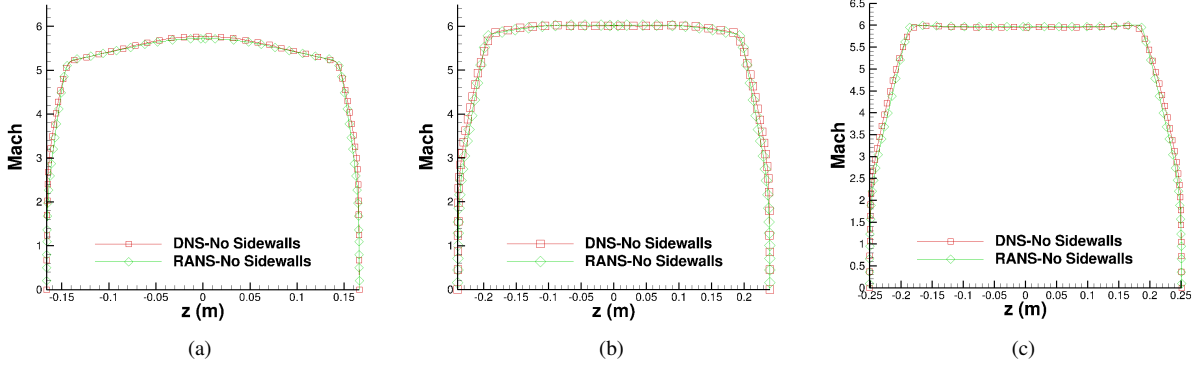 6
5
4
3
2
1
0
Mach
-0.15 -0.1 -0.05 0 0.05 0.1 0.15
z (m)
DNS-No Sidewalls
RANS-No Sidewalls
(a)
6
5
4
3
2
1
0
Mach
-0.2 -0.15 -0.1 -0.05 0 0.05 0.1 0.15 0.2
z (m)
DNS-No Sidewalls
RANS-No Sidewalls
(b)
6.5
6
5.5
5
4.5
4
3.5
3
2.5
2
1.5
1
0.5
0
Mach
-0.25 -0.2 -0.15 -0.1 -0.05 0 0.05 0.1 0.15 0.2 0.25
z (m)
DNS-No Sidewalls
RANS-No Sidewalls
(c)